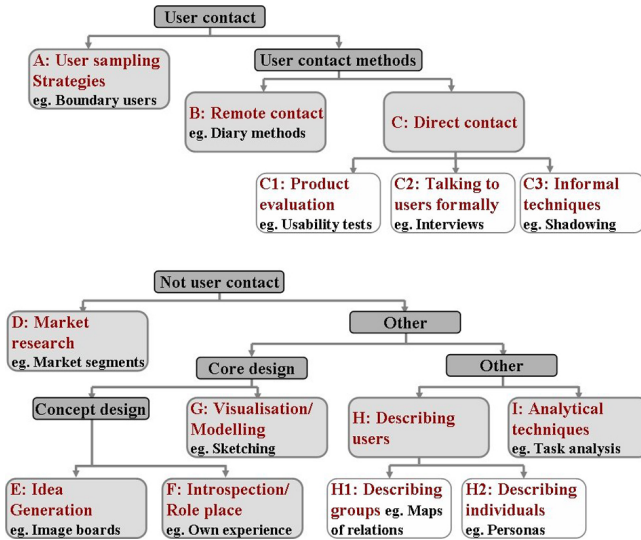 User contact
A: User sampling
Strategies
eg. Boundary users
User contact methods
B: Remote contact
eg. Diary methods
C: Direct contact
C1: Product
evaluation
eg. Usability tests
C2: Talking to
users formally
eg. Interviews
C3: Informal
techniques
eg. Shadowing
Not user contact
D: Market
research
eg. Market segments
Other
Core design
Other
Concept design
G: Visualisation/
Modelling
eg. Sketching
H: Describing
users
I: Analytical
techniques
eg. Task analysis
E: Idea
Generation
eg. Image boards
F: Introspection/
Role place
eg. Own experience
H1: Describing
groups eg. Maps
of relations
H2: Describing
individuals
eg. Personas